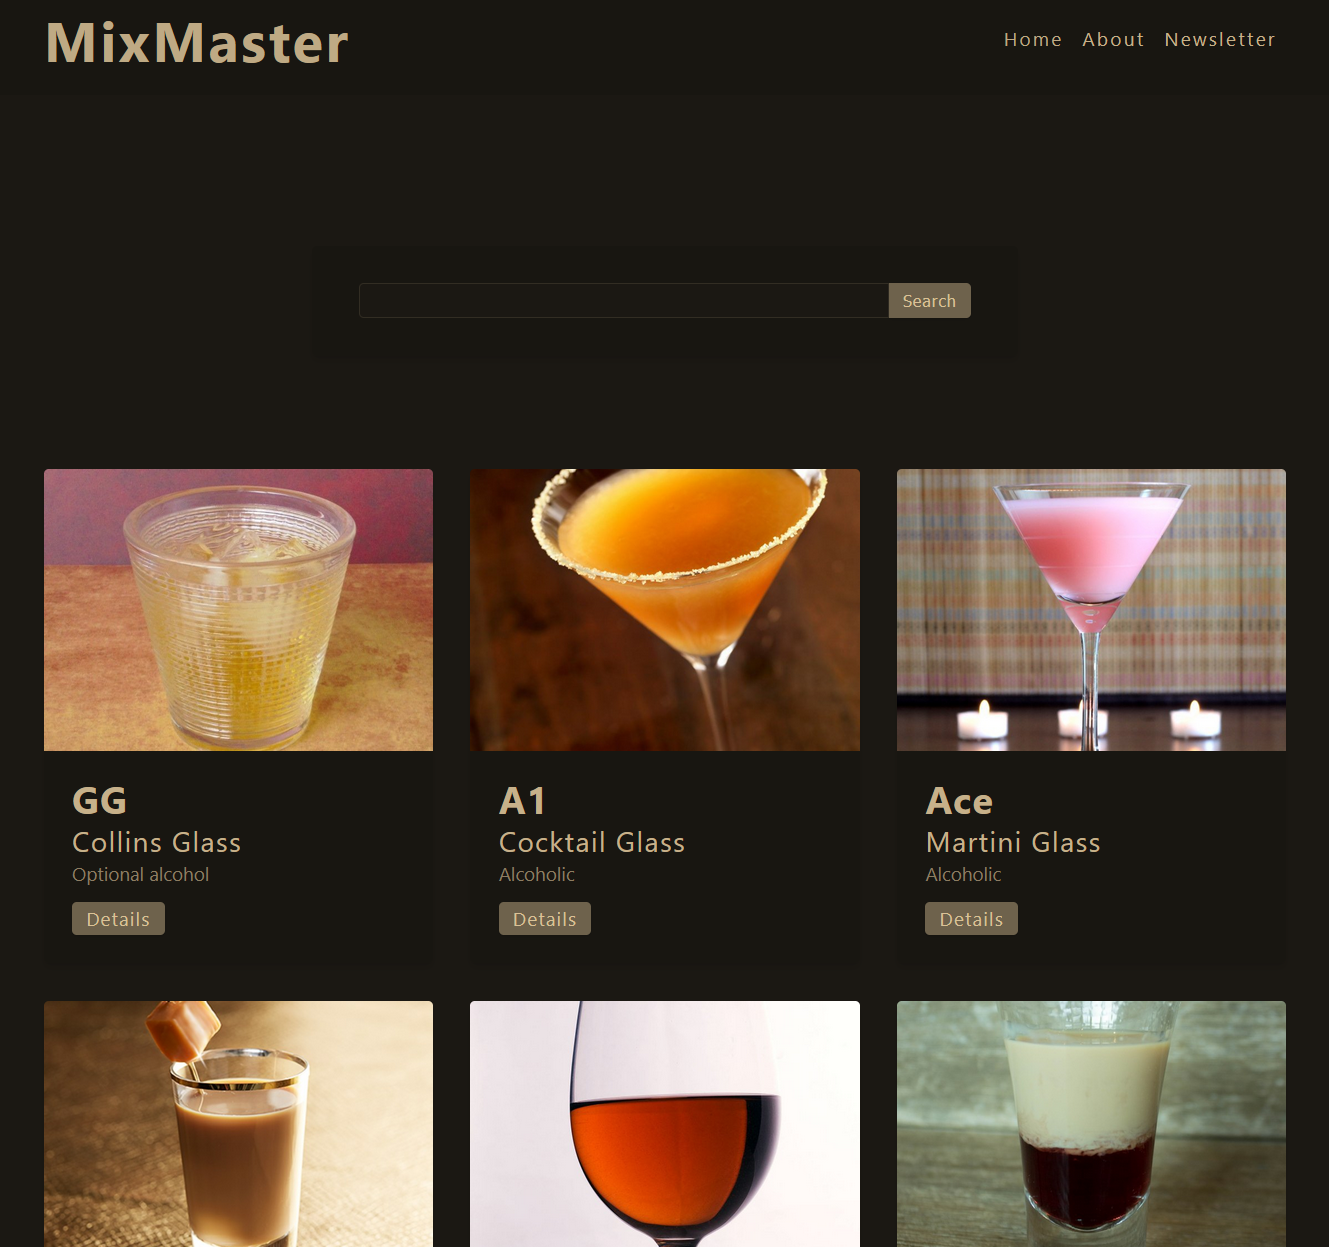 MixMaster
Home About Newsletter
Search
GG
Collins Glass
Optional alcohol
Details
A1
Cocktail Glass
Alcoholic
Details
Ace
Martini Glass
Alcoholic
Details